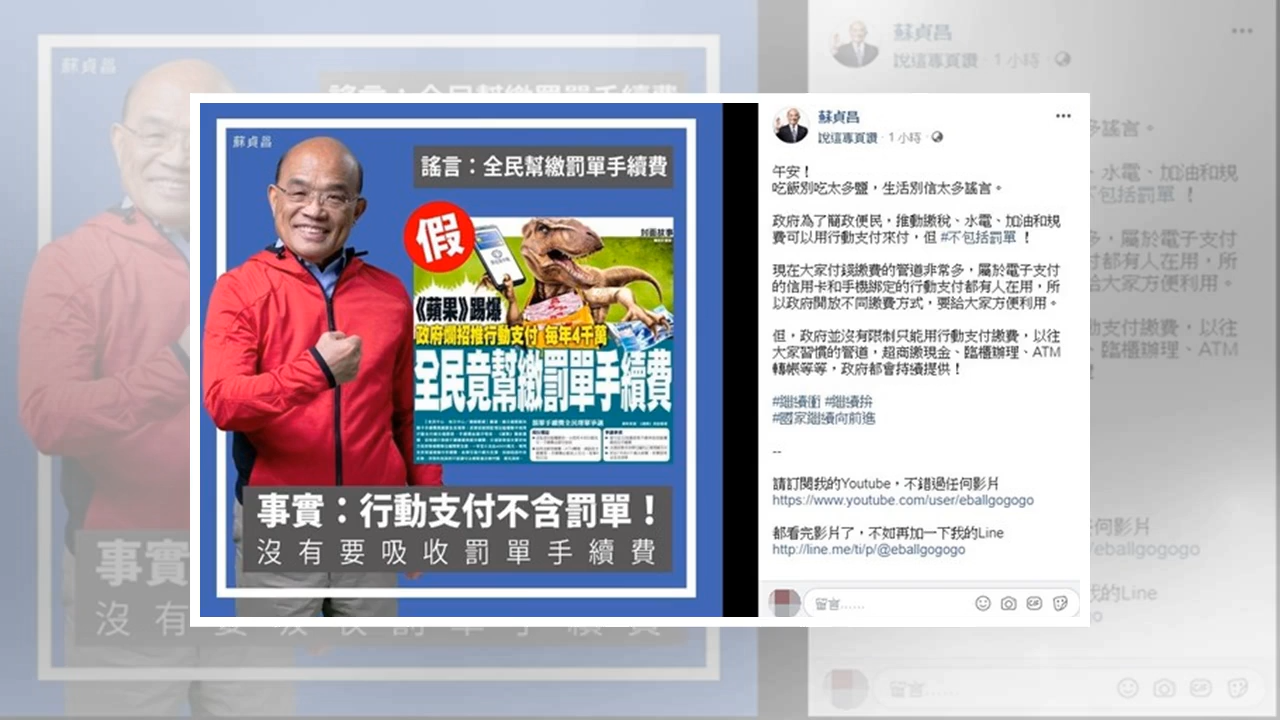 蘇貞昌
謠言：全民幫繳罰單手續費
假
封面故事
《蘋果》踢爆
政府爛招推行動支付 每年4千萬
全民竟幫繳罰單手續費
事實：行動支付不含罰單！
沒有要吸收罰單手續費
蘇貞昌
說這專頁讚 · 1 小時
午安！
吃飯別吃太多鹽，生活別信太多謠言。
政府為了簡政便民，推動繳稅、水電、加油和規
費可以用行動支付來付，但 #不包括罰單 ！
現在大家付錢繳費的管道非常多，屬於電子支付
的信用卡和手機綁定的行動支付都有人在用，所
以政府開放不同繳費方式，要給大家方便利用。
但，政府並沒有限制只能用行動支付繳費，以往
大家習慣的管道，超商繳現金、臨櫃辦理、ATM
轉帳等等，政府都會持續提供！
#繼續衝 #繼續拚
#國家繼續向前進
--
請訂閱我的Youtube，不錯過任何影片
https://www.youtube.com/user/eballgogogo
都看完影片了，不如再加一下我的Line
http://line.me/ti/p/@eballgogogo
留言......